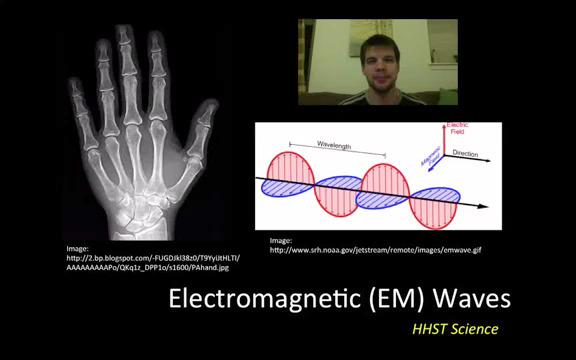 Electric
Field
Wavelength
Magnetic
Field
Direction
Image:
http://2.bp.blogspot.com/-FUGDJkl38z0/T9YyUtHLTI/
AAAAAAAAAPo/QKq1z_DPP1o/s1600/PAhand.jpg
Image:
http://www.srh.noaa.gov/jetstream/remote/images/emwave.gif
Electromagnetic (EM) Waves
HHST Science